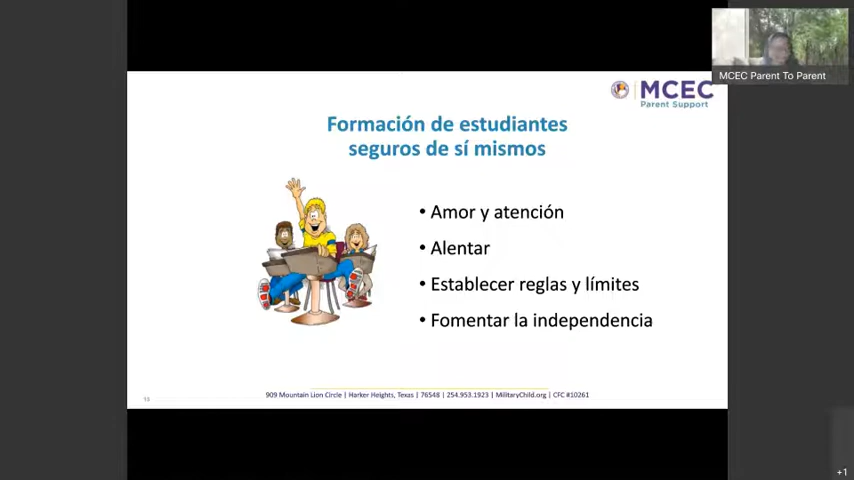 MCEC Parent To Parent
MCEC
Parent Support
Formación de estudiantes
seguros de sí mismos
• Amor y atención
• Alentar
• Establecer reglas y límites
• Fomentar la independencia
13
909 Mountain Lion Circle | Harker Heights, Texas | 76548 | 254.953.1923 | MilitaryChild.org | CFC #10261
+1